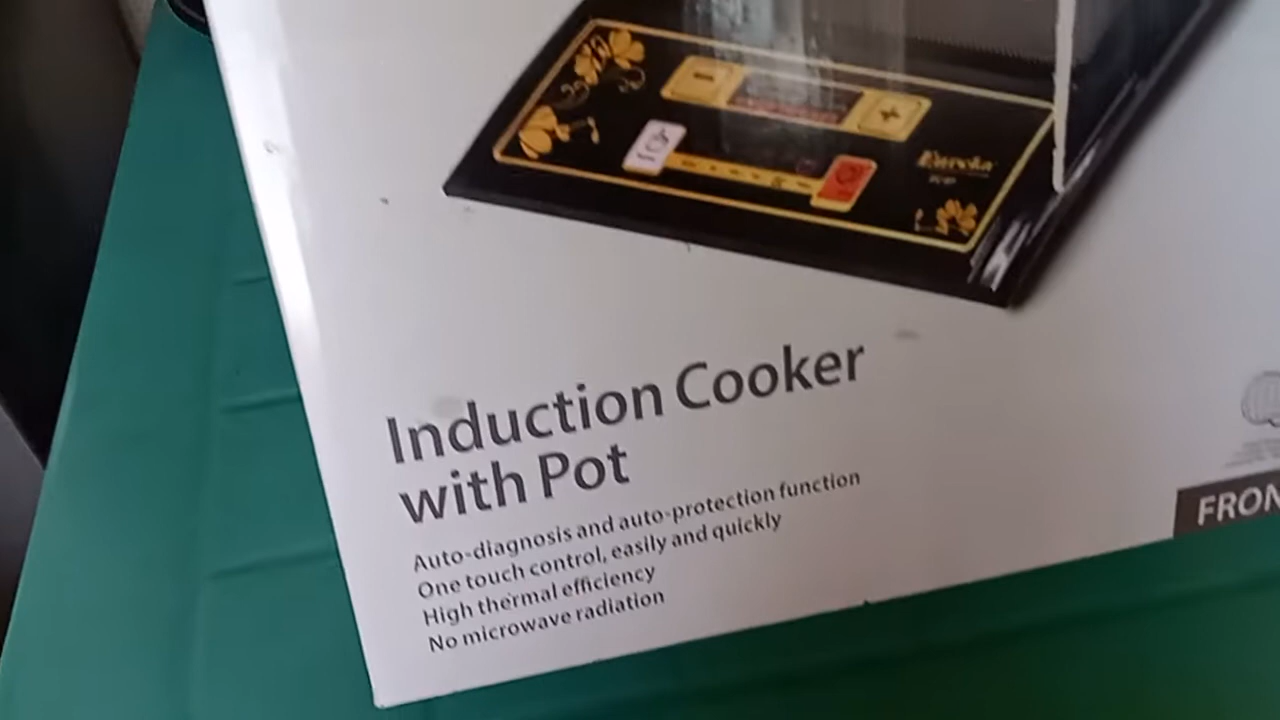 Eureka
Induction Cooker
with Pot
Auto-diagnosis and auto-protection function
One touch control, easily and quickly
High thermal efficiency
No microwave radiation
FRON